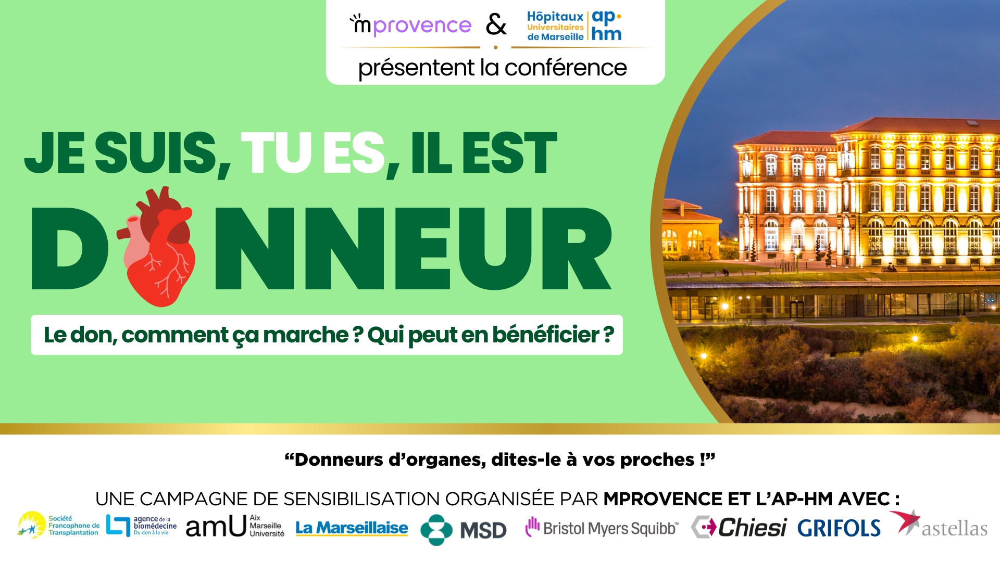 mprovence & Hôpitaux Universitaires de Marseille ap. hm
présentent la conférence
JE SUIS, TU ES, IL EST
DONNEUR
Le don, comment ça marche ? Qui peut en bénéficier ?
“Donneurs d’organes, dites-le à vos proches !”
UNE CAMPAGNE DE SENSIBILISATION ORGANISÉE PAR MPROVENCE ET L’AP-HM AVEC :
Société Francophone de Transplantation
agence de la biomédecine Du don à la vie
amU Aix Marseille Université
La Marseillaise
MSD
Bristol Myers Squibb™
Chiesi
GRIFOLS
astellas